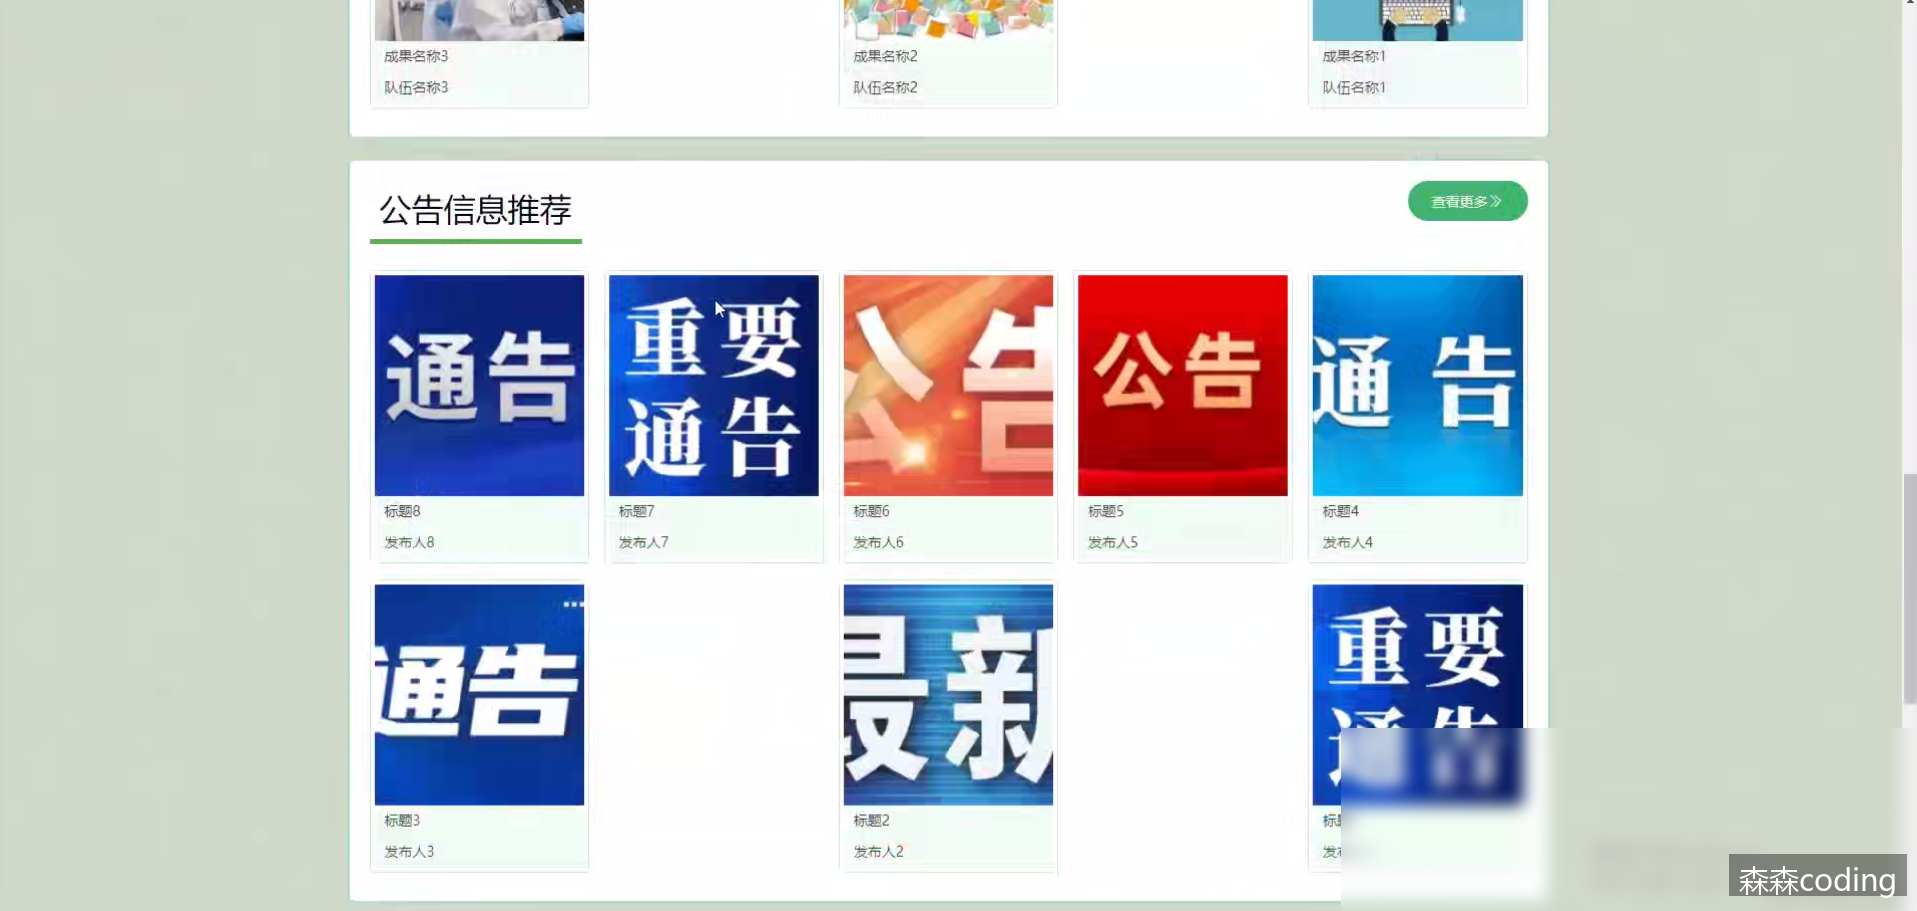 成果名称3
成果名称2
成果名称1
队伍名称3
队伍名称2
队伍名称1
公告信息推荐
查看更多
通告
重要
通告
公告
公告
通告
标题8
标题7
标题6
标题5
标题4
发布人8
发布人7
发布人6
发布人5
发布人4
通告
最新
重要
通告
标题3
标题2
发布人3
发布人2
森森coding